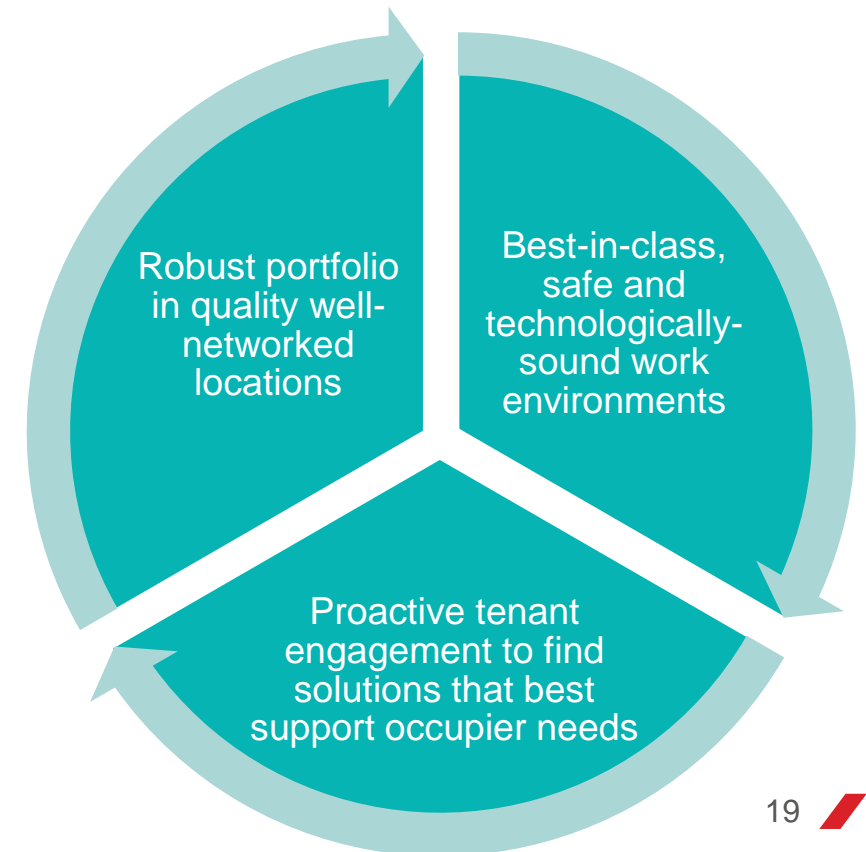 Robust portfolio
in quality well-
networked
locations
Best-in-class,
safe and
technologically-
sound work
environments
Proactive tenant
engagement to find
solutions that best
support occupier needs
19